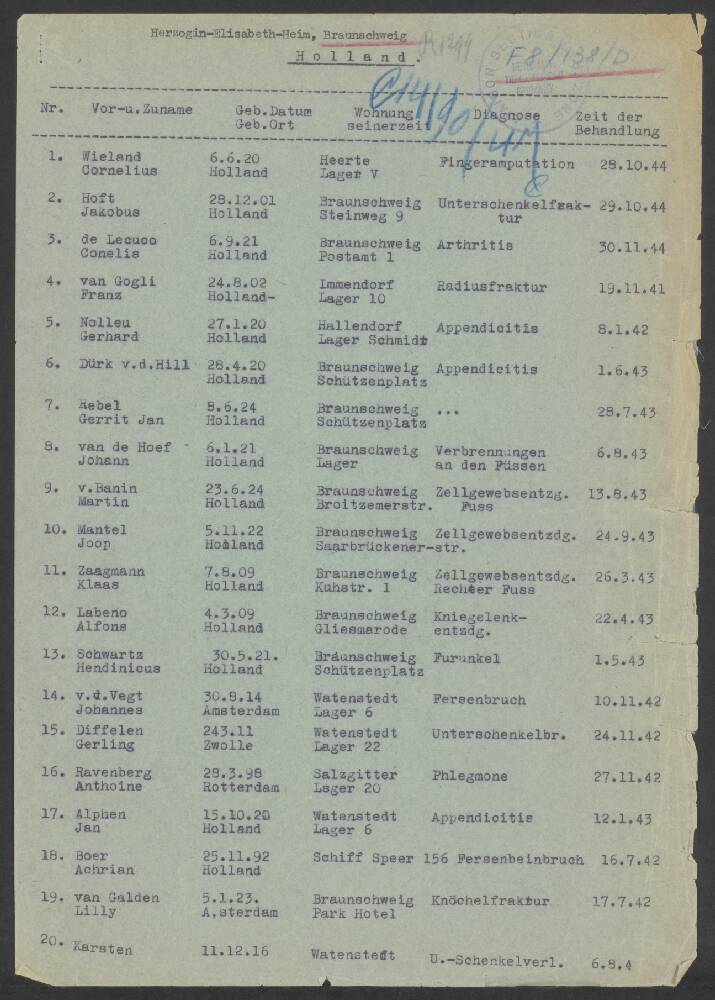 Herzogin-Elisabeth-Heim, Braunschweig R1299
Holland. F8/138/D
C14/90/47
Nr. Vor-u.Zuname Geb.Datum Wohnung Diagnose Zeit der
Geb.Ort seinerzeit Behandlung
1. Wieland 6.6.20 Heerte Fingeramputation 28.10.44
Cornelius Holland Lager V
2. Hoft 28.12.01 Braunschweig Unterschenkelfrak- 29.10.44
Jakobus Holland Steinweg 9 tur
3. de Lecuco 6.9.21 Braunschweig Arthritis 30.11.44
Conelis Holland Postamt 1
4. van Gogli 24.8.02 Immendorf Radiusfraktur 19.11.41
Franz Holland- Lager 10
5. Nolleu 27.1.20 Hallendorf Appendicitis 8.1.42
Gerhard Holland Lager Schmidt
6. Dürk v.d.Hill 28.4.20 Braunschweig Appendicitis 1.6.43
Holland Schützenplatz
7. Hebel 8.6.24 Braunschweig ... 28.7.43
Gerrit Jan Holland Schützenplatz
8. van de Hoef - 6.1.21 Braunschweig Verbrennungen 6.8.43
Johann Holland Lager an den Füssen
9. v.Banin 23.6.24 Braunschweig Zellgewebsentzg. 13.8.43
Martin Holland Broitzemerstr. Fuss
10. Mantel 5.11.22 Braunschweig Zellgewebsentzdg. 24.9.43
Joop Holland Saarbrückener-str.
11. Zaagmann 7.8.09 Braunschweig Zellgewebsentzdg. 26.3.43
Klaas Holland Kuhstr. 1 Rechter Fuss
12. Labeno 4.3.09 Braunschweig Kniegelenk- 22.4.43
Alfons Holland Gliesmarode entzdg.
13. Schwartz 30.5.21. Braunschweig Furunkel 1.5.43
Hendinicus Holland Schützenplatz
14. v.d.Vegt 30.9.14 Watenstedt Fersenbruch 10.11.42
Johannes Amsterdam Lager 6
15. Diffelen 243.11 Watenstedt Unterschenkelbr. 24.11.42
Gerling Zwolle Lager 22
16. Ravenberg 29.3.98 Salzgitter Phlegmone 27.11.42
Anthoine Rotterdam Lager 20
17. Alphen 15.10.20 Watenstedt Appendicitis 12.1.43
Jan Holland Lager 6
18. Boer 25.11.92 Schiff Speer 156 Fersenbeinbruch 16.7.42
Achrian Holland
19. van Galden 5.1.23. Braunschweig Knöchelfraktur 17.7.42
Lilly A,sterdam Park Hotel
20. Karsten 11.12.16 Watenstedt U.-Schenkelverl. 6.8.4